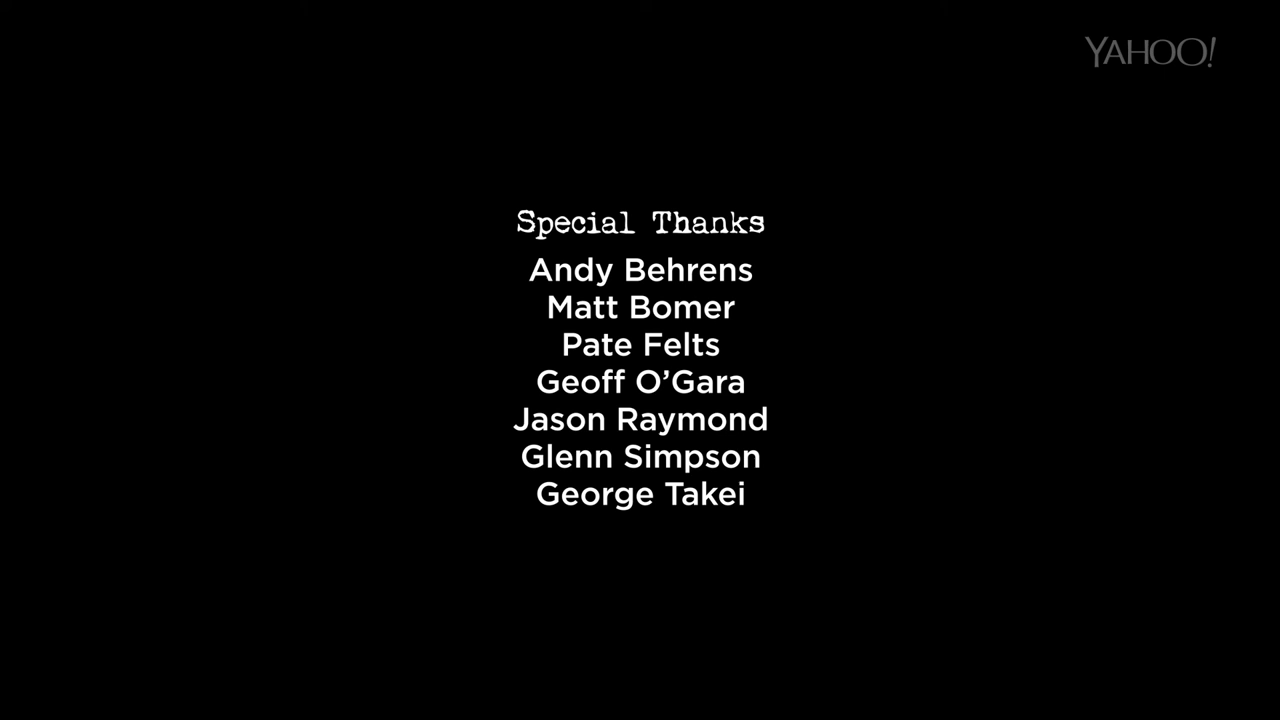 YAHOO!
Special Thanks
Andy Behrens
Matt Bomer
Pate Felts
Geoff O’Gara
Jason Raymond
Glenn Simpson
George Takei